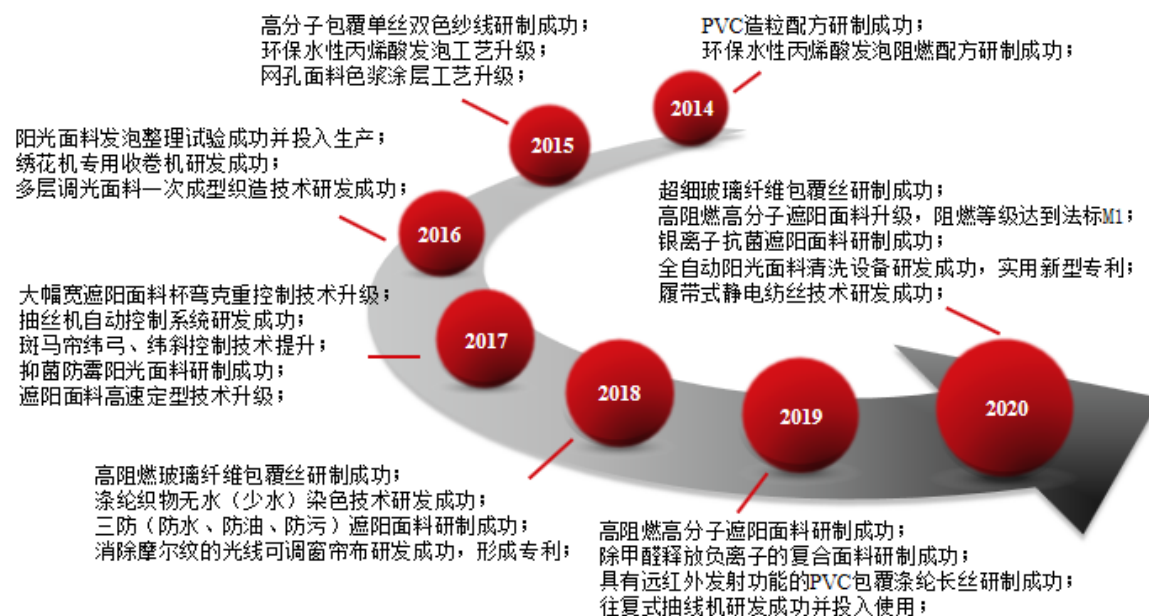 2014
PVC造粒配方研制成功；
环保水性丙烯酸发泡阻燃配方研制成功；
2015
高分子包覆单丝双色纱线研制成功；
环保水性丙烯酸发泡工艺升级；
网孔面料色浆涂层工艺升级；
2016
阳光面料发泡整理试验成功并投入生产；
绣花机专用收卷机研发成功；
多层调光面料一次成型织造技术研发成功；
2017
大幅宽遮阳面料杯弯克重控制技术升级；
抽丝机自动控制系统研发成功；
斑马帘纬弓、纬斜控制技术提升；
抑菌防霉阳光面料研制成功；
遮阳面料高速定型技术升级；
2018
高阻燃玻璃纤维包覆丝研制成功；
涤纶织物无水（少水）染色技术研发成功；
三防（防水、防油、防污）遮阳面料研制成功；
消除摩尔纹的光线可调窗帘布研发成功，形成专利；
2019
高阻燃高分子遮阳面料研制成功；
除甲醛释放负离子的复合面料研制成功；
具有远红外发射功能的PVC包覆涤纶长丝研制成功；
往复式抽线机研发成功并投入使用；
2020
超细玻璃纤维包覆丝研制成功；
高阻燃高分子遮阳面料升级，阻燃等级达到法标M1；
银离子抗菌遮阳面料研制成功；
全自动阳光面料清洗设备研发成功，实用新型专利；
履带式静电纺丝技术研发成功；